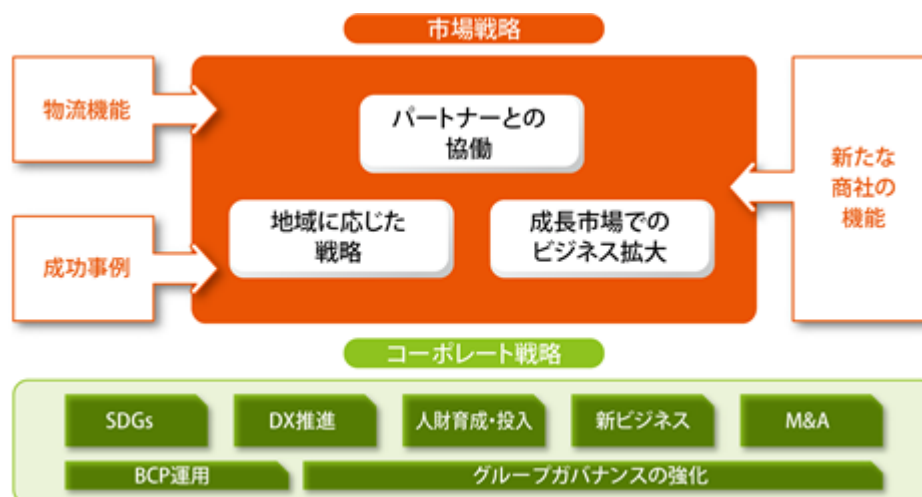 市場戦略
物流機能
パートナーとの
協働
新たな
商社の
機能
地域に応じた
戦略
成長市場での
ビジネス拡大
成功事例
コーポレート戦略
SDGs
DX推進
人財育成・投入
新ビジネス
M&A
BCP運用
グループガバナンスの強化